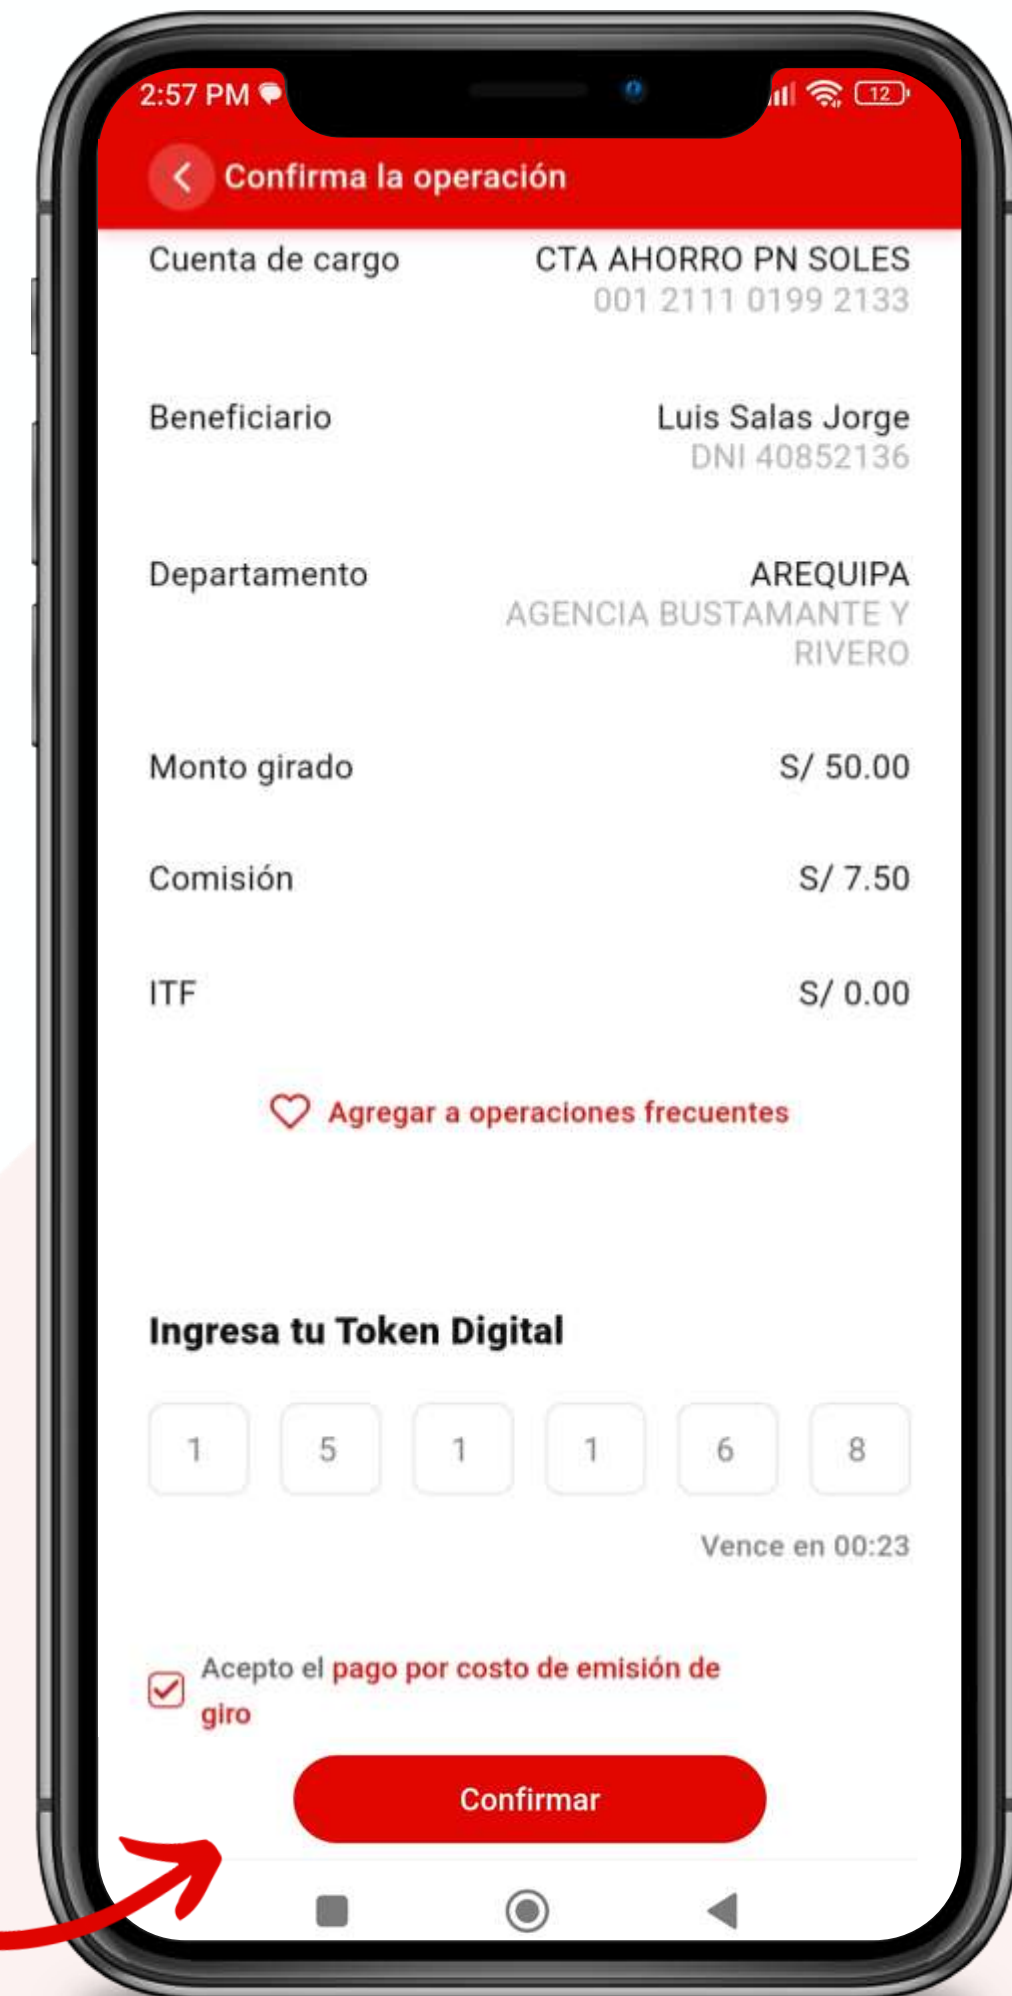 2:57 PM
12
Confirma la operación
Cuenta de cargo CTA AHORRO PN SOLES
001 2111 0199 2133
Beneficiario Luis Salas Jorge
DNI 40852136
Departamento AREQUIPA
AGENCIA BUSTAMANTE Y
RIVERO
Monto girado S/ 50.00
Comisión S/ 7.50
ITF S/ 0.00
Agregar a operaciones frecuentes
Ingresa tu Token Digital
1 5 1 1 6 8
Vence en 00:23
Acepto el pago por costo de emisión de
giro
Confirmar